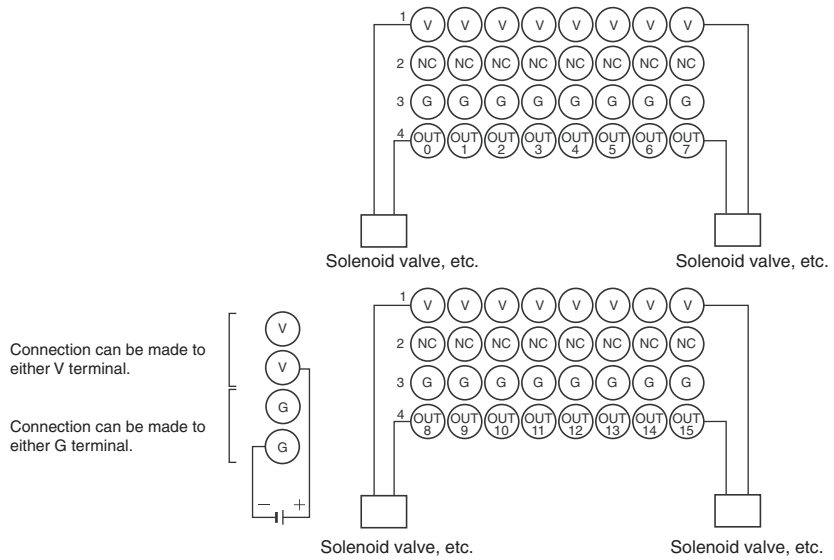 1 V V V V V V V V
2 NC NC NC NC NC NC NC NC
3 G G G G G G G G
4 OUT 0 OUT 1 OUT 2 OUT 3 OUT 4 OUT 5 OUT 6 OUT 7
Solenoid valve, etc. Solenoid valve, etc.
Connection can be made to
either V terminal.
Connection can be made to
either G terminal.
V
V
G
G
− +
1 V V V V V V V V
2 NC NC NC NC NC NC NC NC
3 G G G G G G G G
4 OUT 8 OUT 9 OUT 10 OUT 11 OUT 12 OUT 13 OUT 14 OUT 15
Solenoid valve, etc. Solenoid valve, etc.